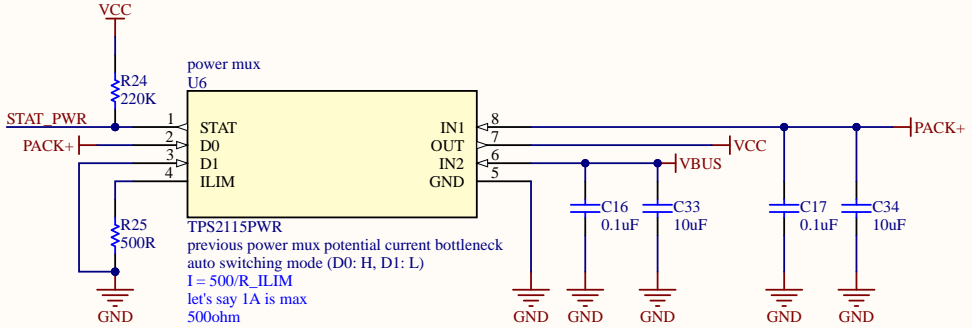 VCC
power mux
U6
R24
220K
STAT_PWR
1
STAT
IN1
8
PACK+
PACK+
2
D0
OUT
7
VCC
3
D1
IN2
6
VBUS
4
ILIM
GND
5
R25
500R
C16
0.1uF
C33
10uF
C17
0.1uF
C34
10uF
TPS2115PWR
previous power mux potential current bottleneck
auto switching mode (D0: H, D1: L)
I = 500/R_ILIM
let's say 1A is max
500ohm
GND
GND
GND
GND
GND
GND